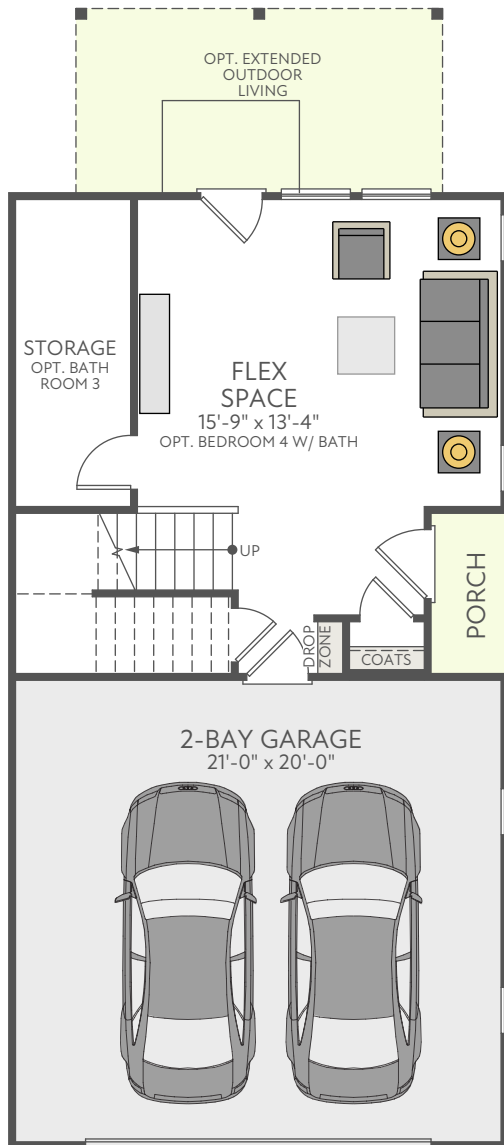 OPT. EXTENDED
OUTDOOR
LIVING
STORAGE
OPT. BATH
ROOM 3
FLEX
SPACE
15'-9" x 13'-4"
OPT. BEDROOM 4 W/ BATH
UP
PORCH
DROP
ZONE
COATS
2-BAY GARAGE
21'-0" x 20'-0"